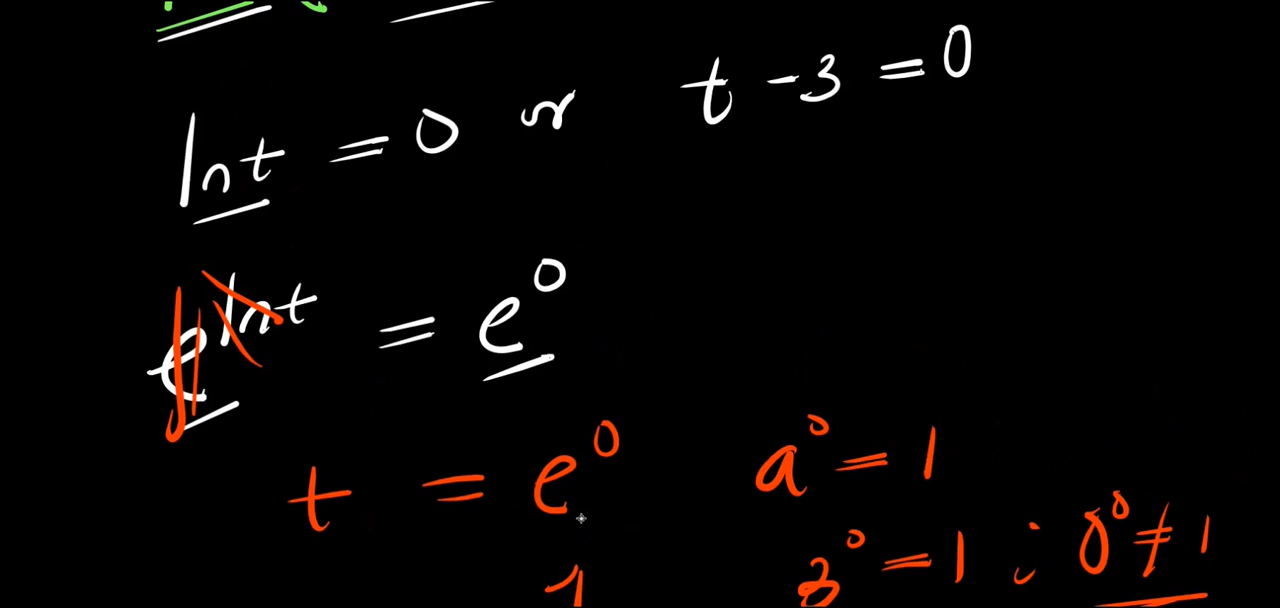 ln t = 0 or t - 3 = 0
e^ln t = e^0
t = e^0 a^0 = 1
1 3^0 = 1 ; 0^0 ≠ 1